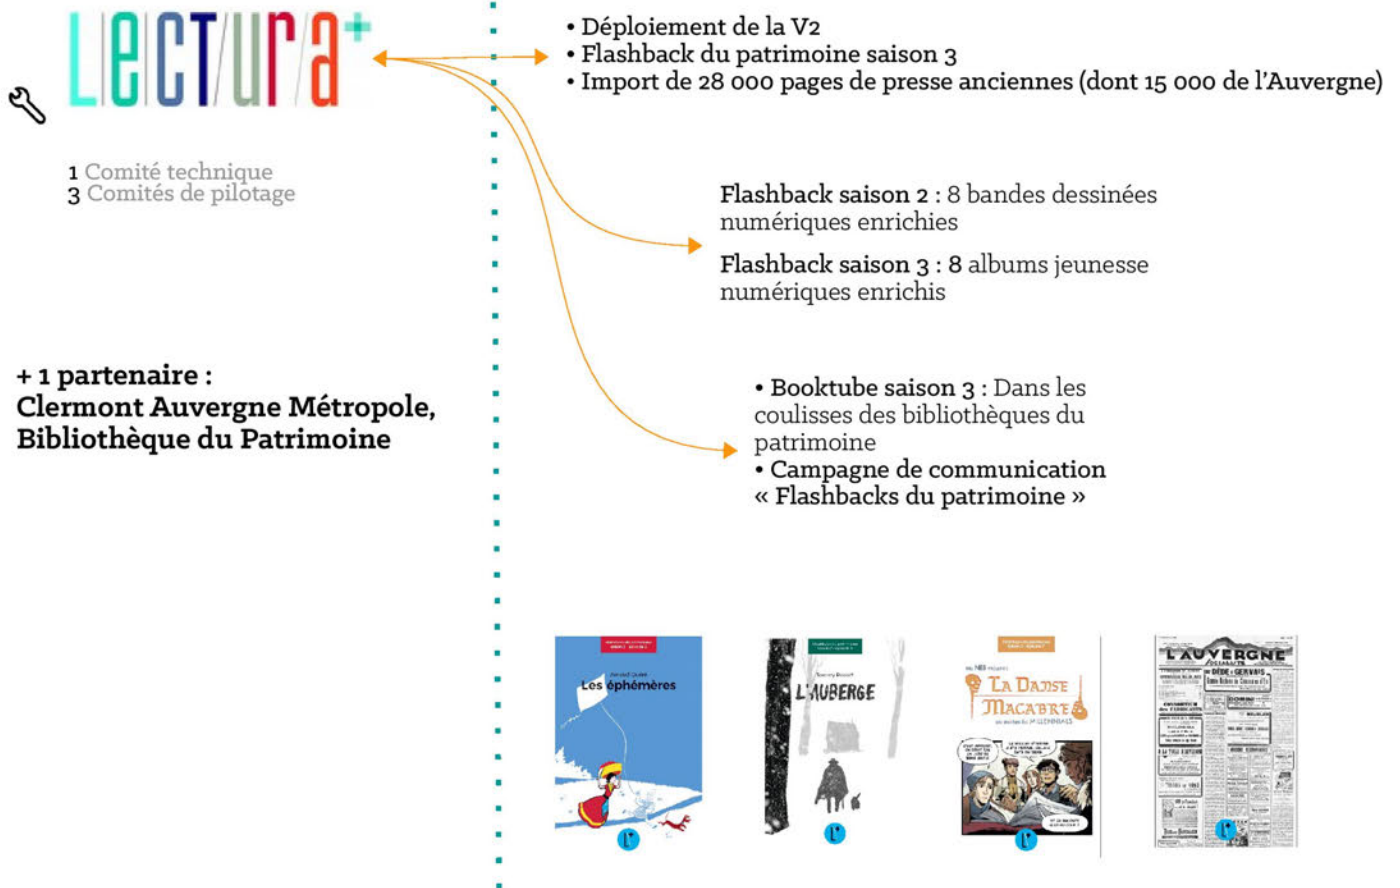 Lectura+
1 Comité technique
3 Comités de pilotage
+ 1 partenaire :
Clermont Auvergne Métropole,
Bibliothèque du Patrimoine
• Déploiement de la V2
• Flashback du patrimoine saison 3
• Import de 28 000 pages de presse anciennes (dont 15 000 de l'Auvergne)
Flashback saison 2 : 8 bandes dessinées
numériques enrichies
Flashback saison 3 : 8 albums jeunesse
numériques enrichis
• Booktube saison 3 : Dans les
coulisses des bibliothèques du
patrimoine
• Campagne de communication
« Flashbacks du patrimoine »
Les éphémères
L'AUBERGE
LA DANSE
MACABRE
L'AUVERGNE